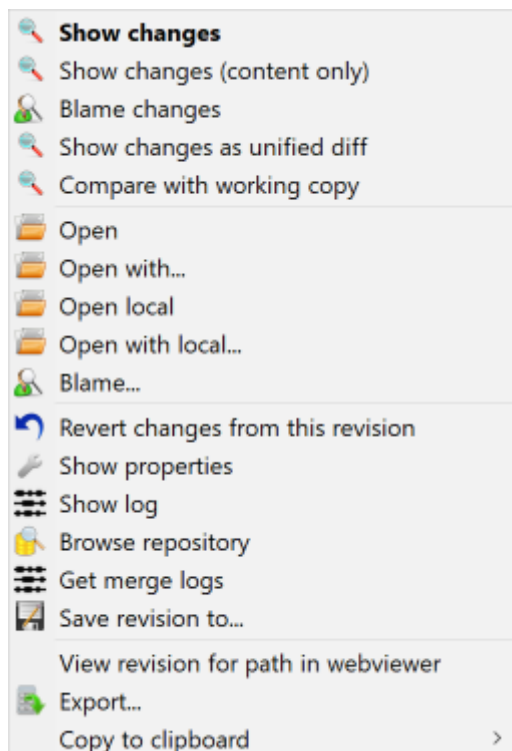 Show changes
Show changes (content only)
Blame changes
Show changes as unified diff
Compare with working copy
Open
Open with...
Open local
Open with local...
Blame...
Revert changes from this revision
Show properties
Show log
Browse repository
Get merge logs
Save revision to...
View revision for path in webviewer
Export...
Copy to clipboard